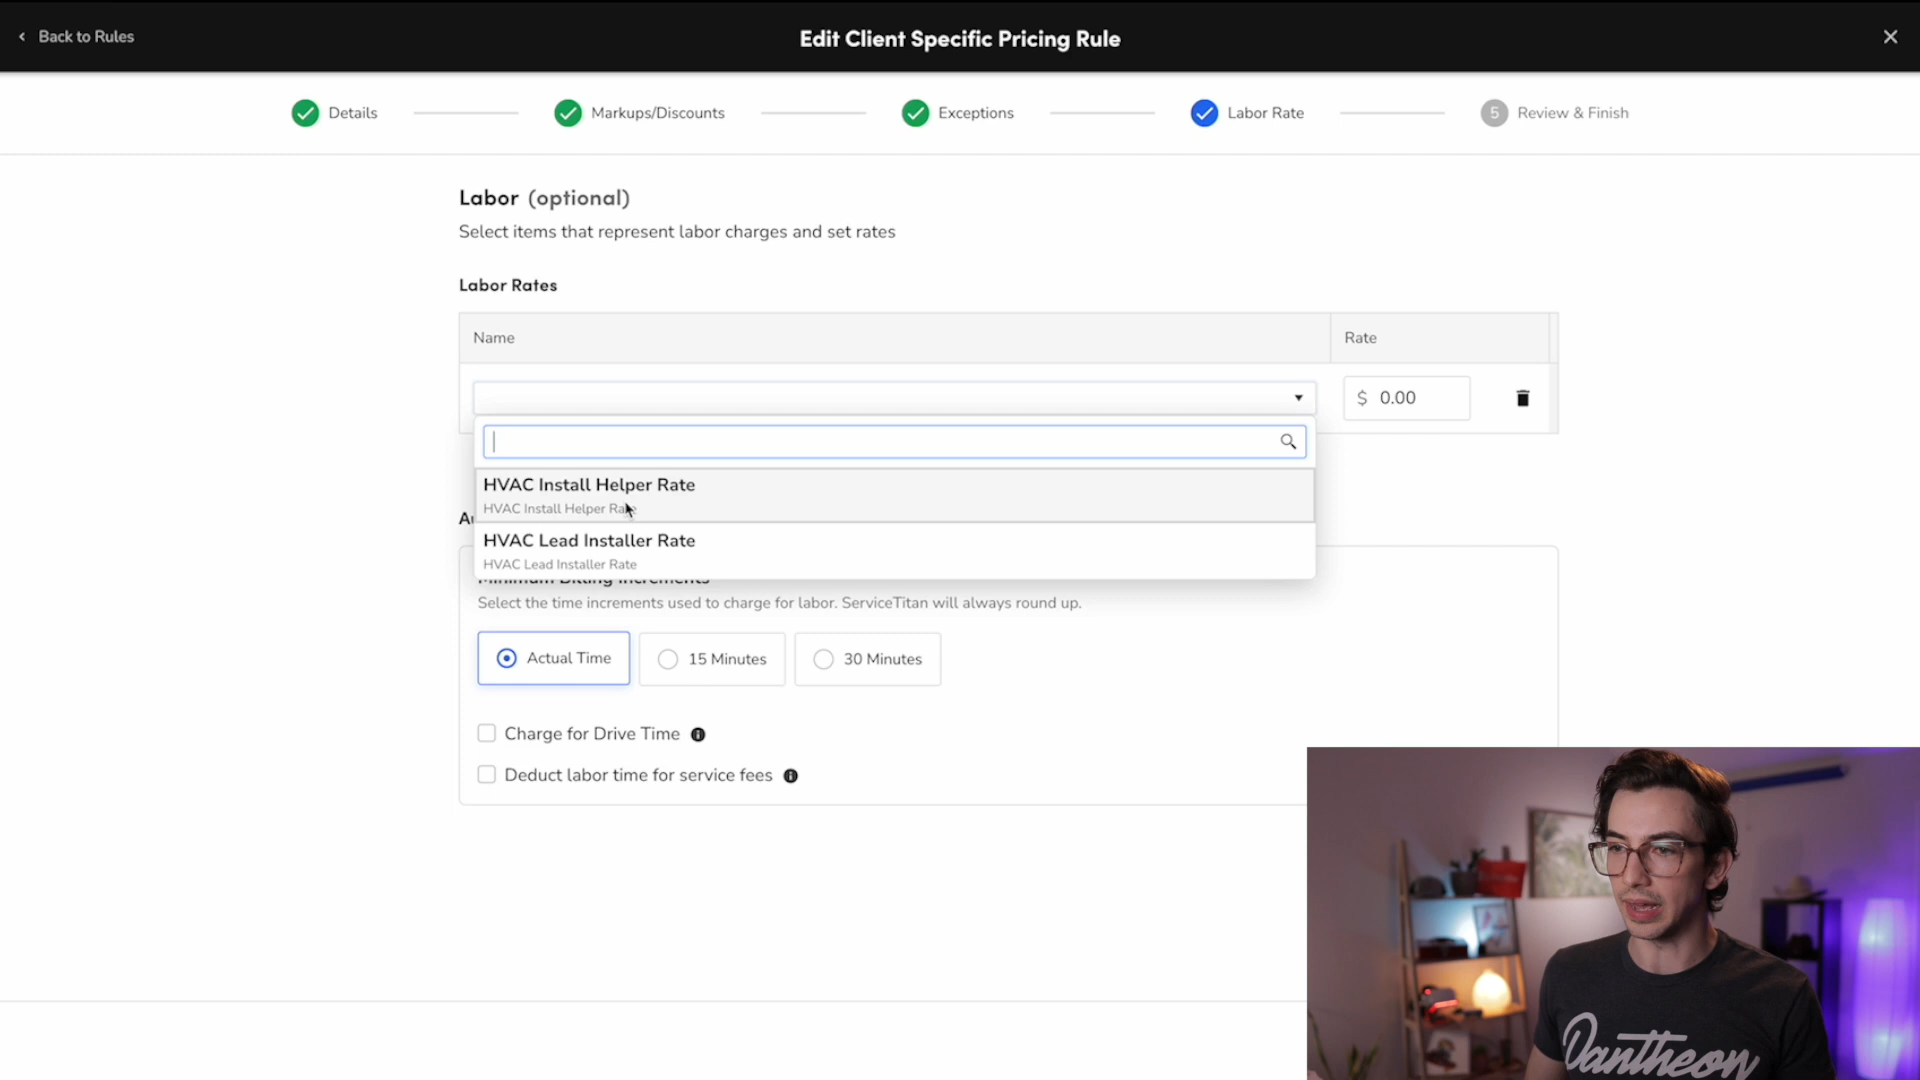 Back to Rules
Edit Client Specific Pricing Rule
Details
Markups/Discounts
Exceptions
Labor Rate
5 Review & Finish
Labor (optional)
Select items that represent labor charges and set rates
Labor Rates
Name Rate
$ 0.00
HVAC Install Helper Rate
HVAC Install Helper Rate
HVAC Lead Installer Rate
HVAC Lead Installer Rate
Minimum Billing Increments
Select the time increments used to charge for labor. ServiceTitan will always round up.
Actual Time 15 Minutes 30 Minutes
Charge for Drive Time
Deduct labor time for service fees
Pantheon